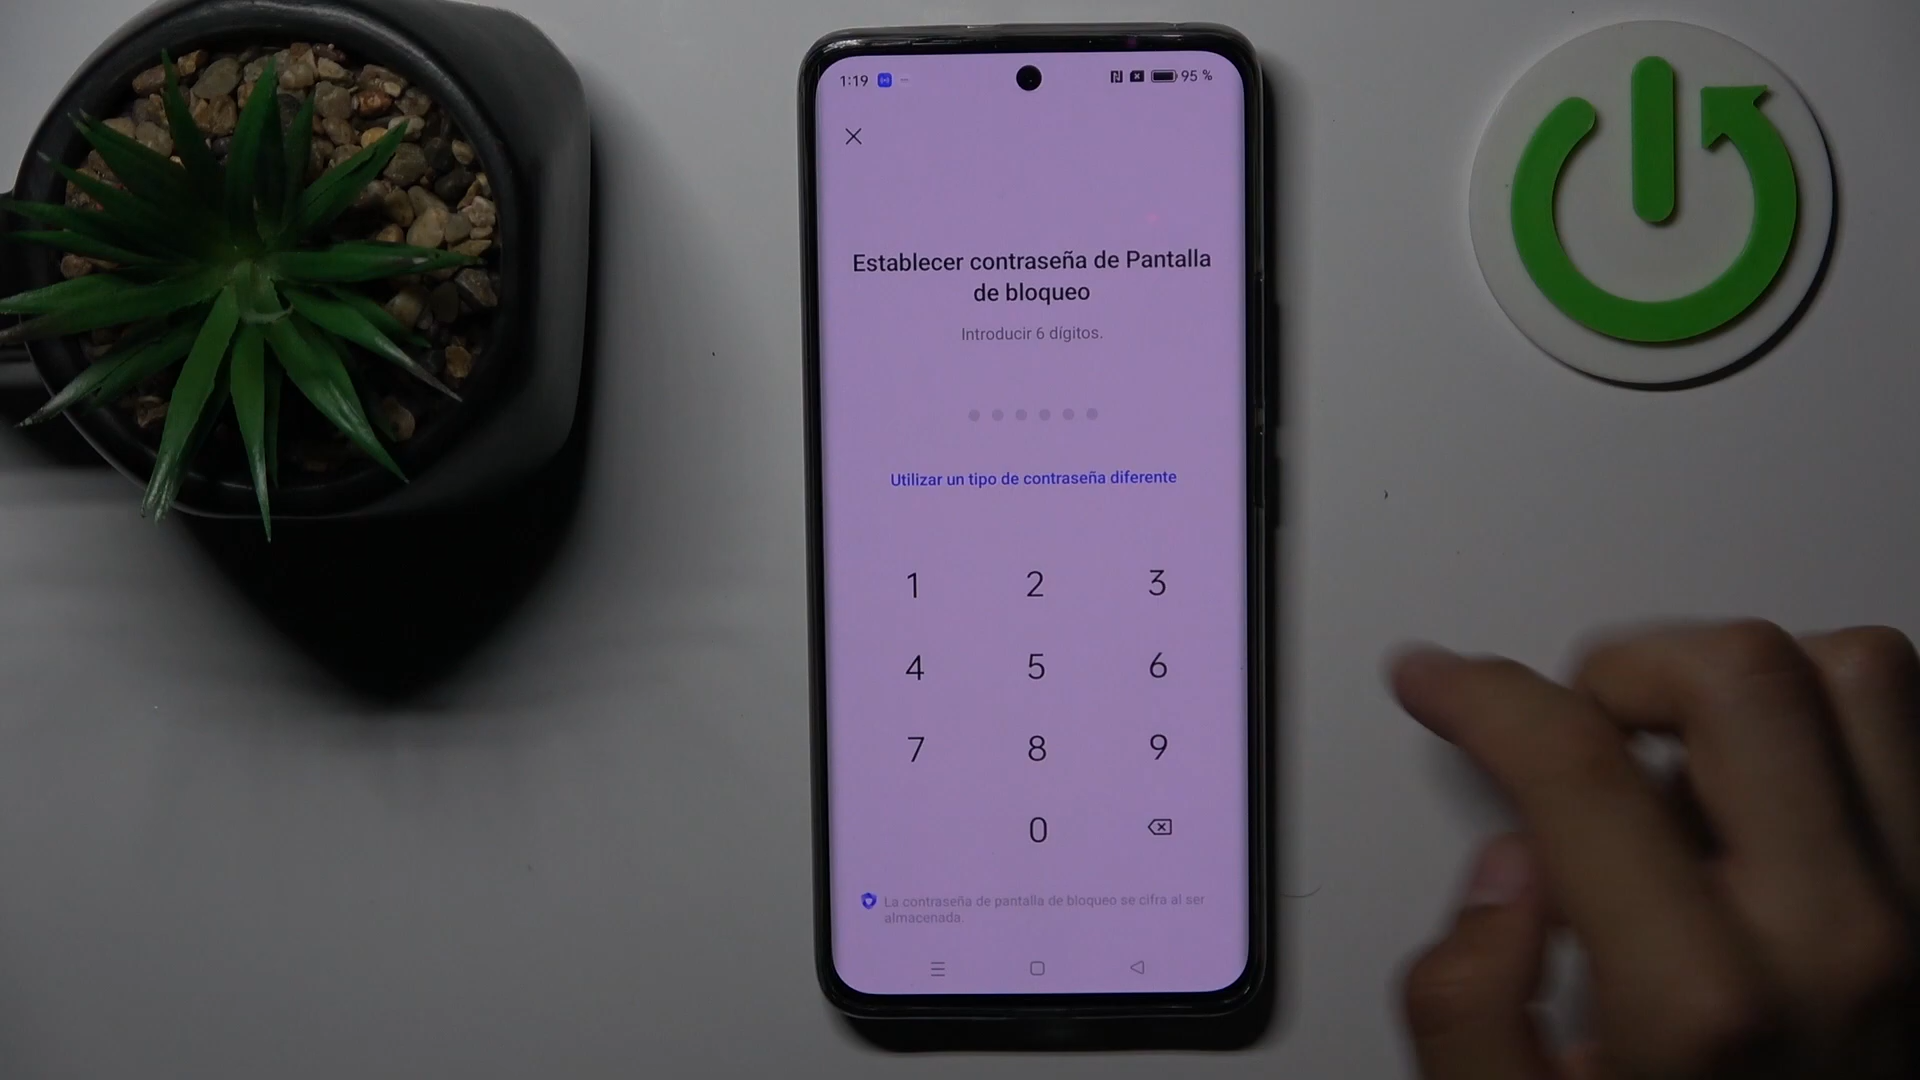 1:19
95 %
Establecer contraseña de Pantalla
de bloqueo
Introducir 6 dígitos.
Utilizar un tipo de contraseña diferente
1 2 3
4 5 6
7 8 9
0
La contraseña de pantalla de bloqueo se cifra al ser
almacenada.